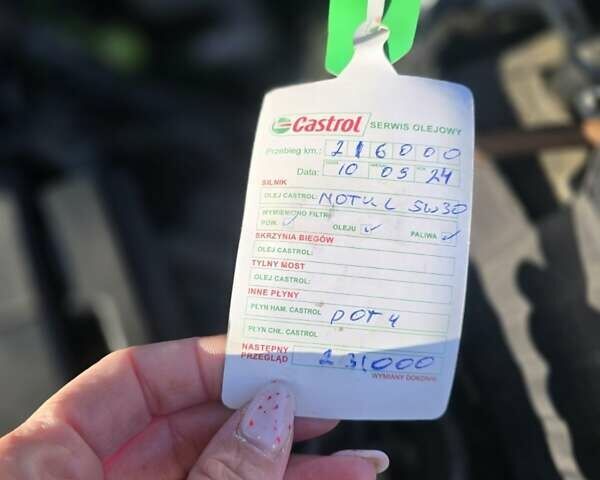 Castrol SERWIS OLEJOWY
Przebieg km.: 216000
Data: 10 05 24
SILNIK
OLEJ CASTROL: MOTUL 5W30
WYMIENIONO FILTR:
POW. ✓ OLEJU ✓ PALIWA ✓
SKRZYNIA BIEGÓW
OLEJ CASTROL:
TYLNY MOST
OLEJ CASTROL:
INNE PŁYNY
PŁYN HAM. CASTROL DOT 4
PŁYN CHŁ. CASTROL
NASTĘPNY PRZEGLĄD 231000
WYMIANY DOKONAŁ